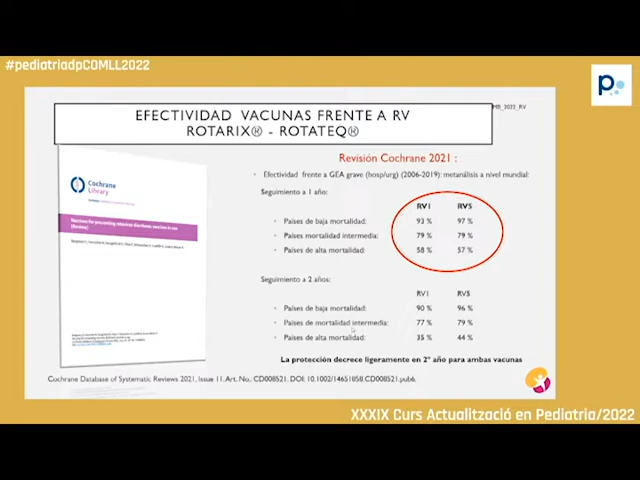 #pediatriadpCOMLL2022
p.
EFECTIVIDAD VACUNAS FRENTE A RV
ROTARIX® - ROTATEQ®
_2022_RV
Cochrane
Library
Revisión Cochrane 2021 :
• Efectividad frente a GEA grave (hosp/urg) (2006-2019): metanálisis a nivel mundial:
Seguimiento a 1 año:
RV1 RV5
• Países de baja mortalidad: 93 % 97 %
• Países mortalidad intermedia: 79 % 79 %
• Países de alta mortalidad: 58 % 57 %
Seguimiento a 2 años:
RV1 RV5
• Países de baja mortalidad: 90 % 96 %
• Países de mortalidad intermedia: 77 % 79 %
• Países de alta mortalidad: 35 % 44 %
La protección decrece ligeramente en 2º año para ambas vacunas
Cochrane Database of Systematic Reviews 2021, Issue 11. Art. No.: CD008521. DOI: 10.1002/14651858.CD008521.pub6.
XXXIX Curs Actualització en Pediatria/2022